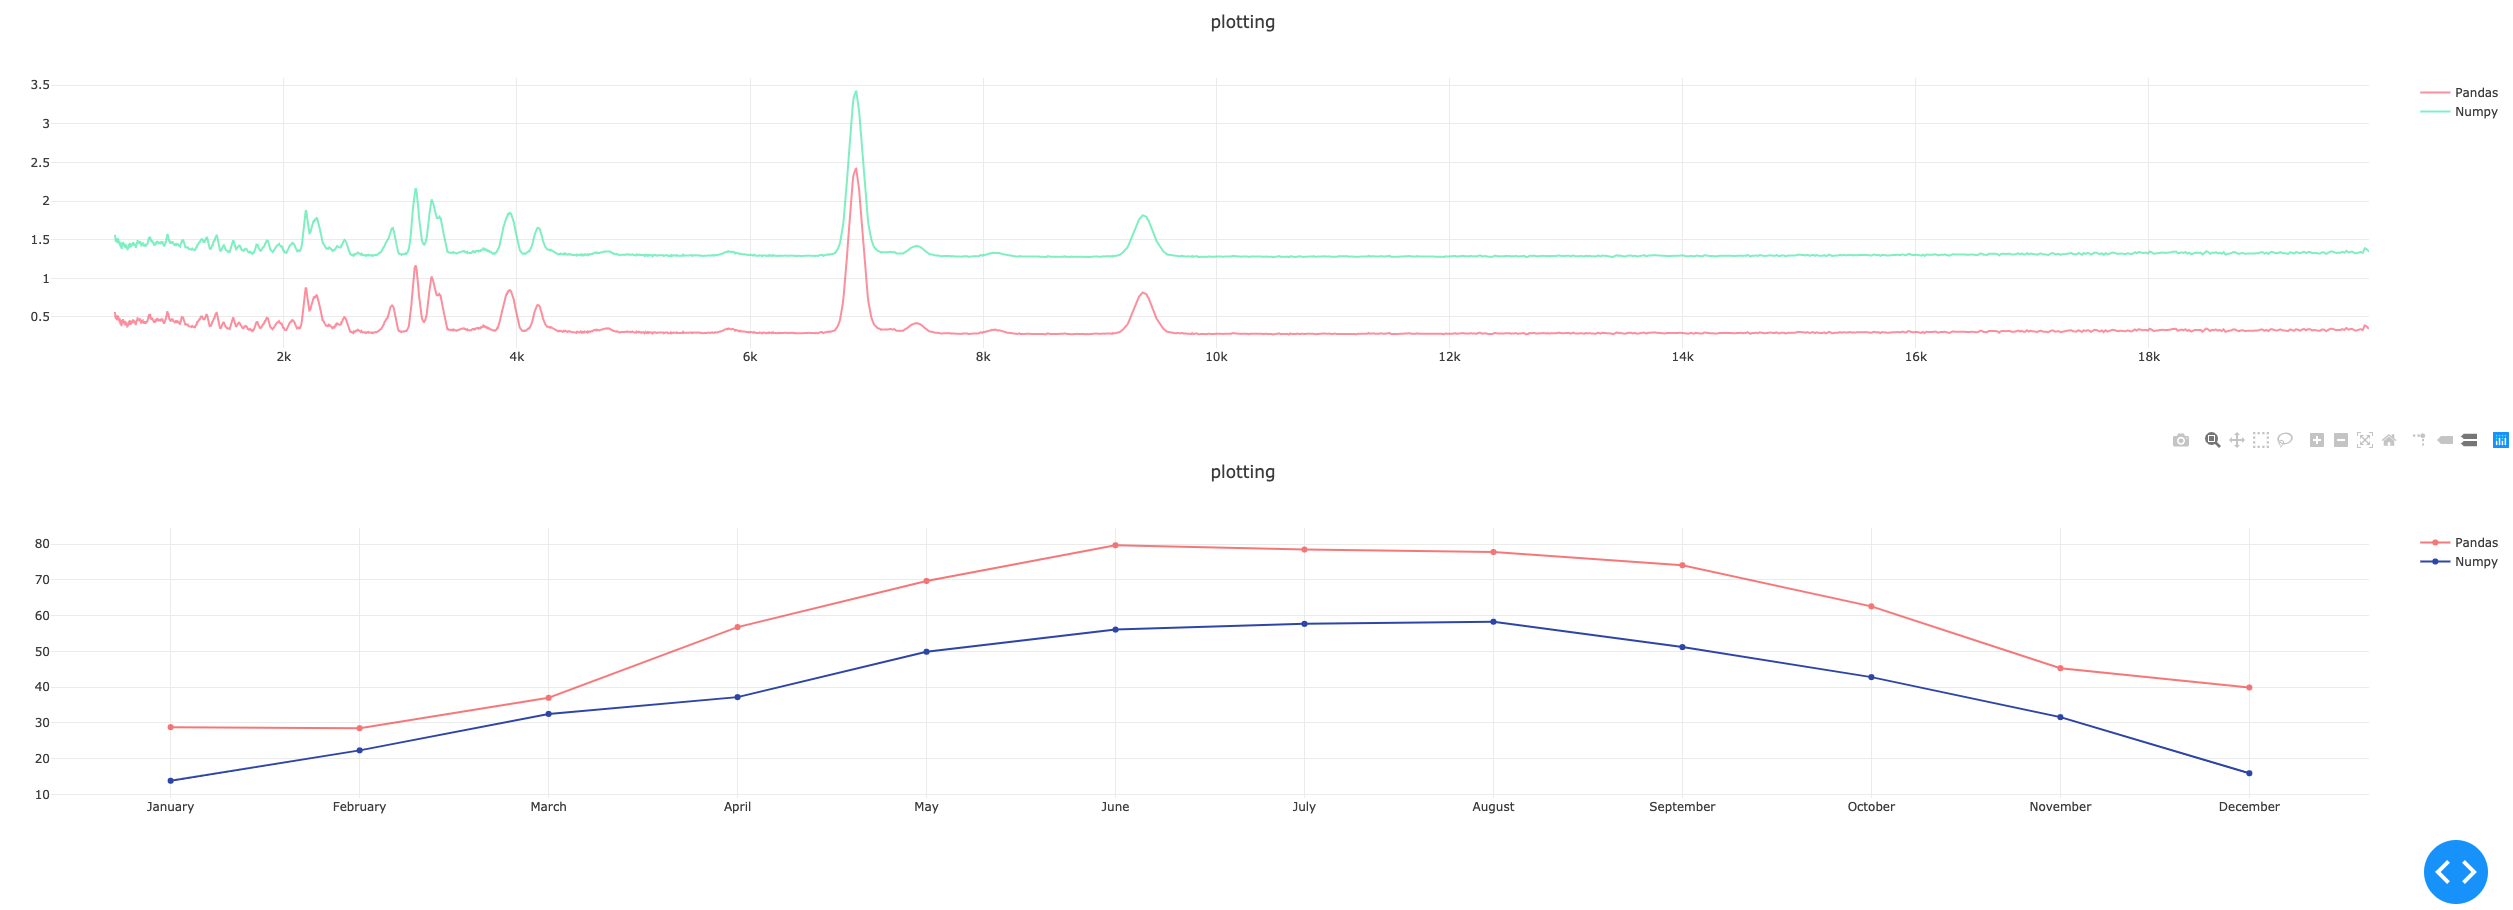 plotting
3.5
3
2.5
2
1.5
1
0.5
2k 4k 6k 8k 10k 12k 14k 16k 18k
Pandas
Numpy
plotting
80
70
60
50
40
30
20
10
January February March April May June July August September October November December
Pandas
Numpy